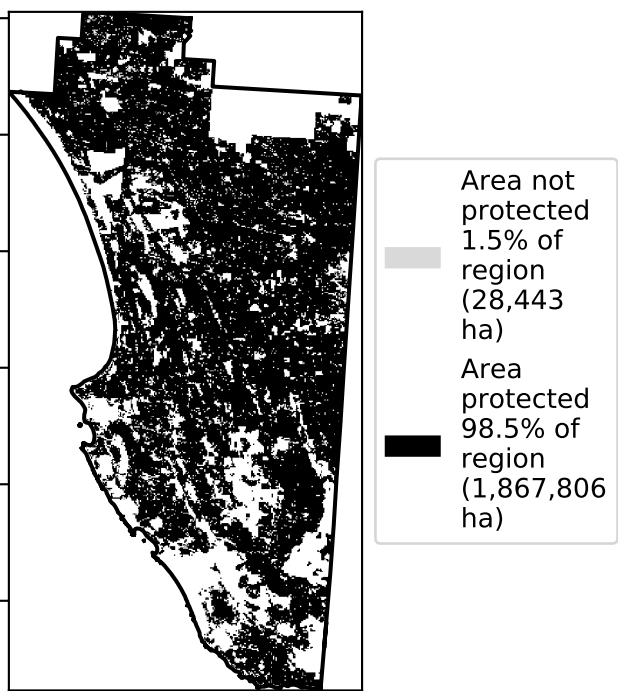 Area not
protected
1.5% of
region
(28,443
ha)
Area
protected
98.5% of
region
(1,867,806
ha)